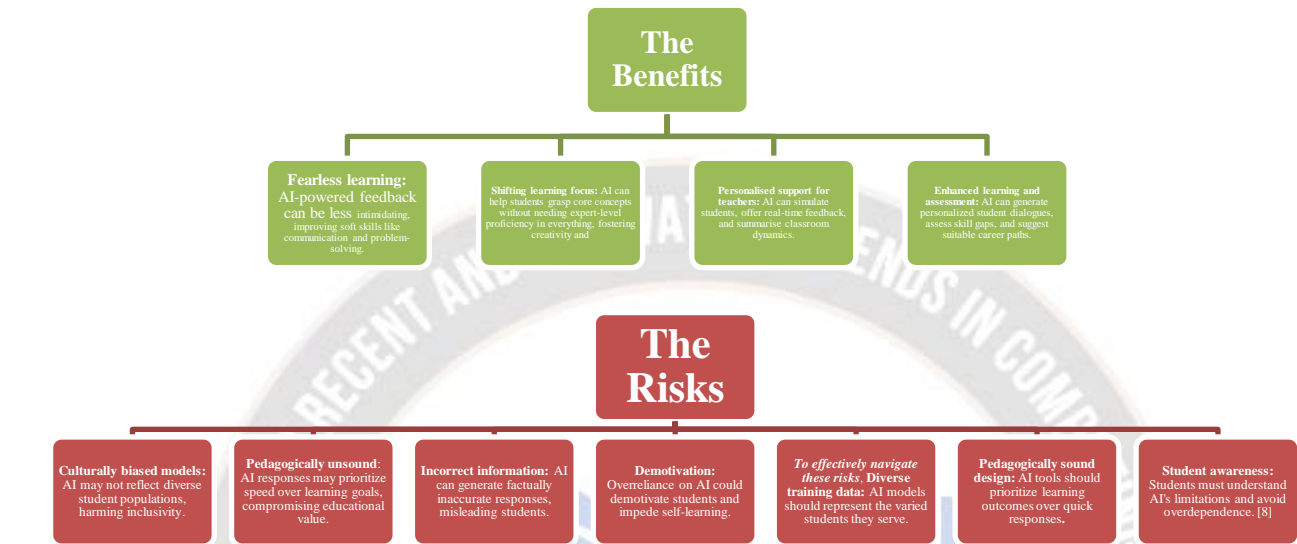 The
Benefits
Fearless learning:
AI-powered feedback
can be less intimidating,
improving soft skills like
communication and problem-
solving.
Shifting learning focus: AI can
help students grasp core concepts
without needing expert-level
proficiency in everything, fostering
creativity and
Personalised support for
teachers: AI can simulate
students, offer real-time feedback,
and summarise classroom
dynamics.
Enhanced learning and
assessment: AI can generate
personalized student dialogues,
assess skill gaps, and suggest
suitable career paths.
RECENT AND
ENDS IN COMP
The
Risks
Culturally biased models:
AI may not reflect diverse
student populations,
harming inclusivity.
Pedagogically unsound:
AI responses may prioritize
speed over learning goals,
compromising educational
value.
Incorrect information: AI
can generate factually
inaccurate responses,
misleading students.
Demotivation:
Overreliance on AI could
demotivate students and
impede self-learning.
To effectively navigate
these risks, Diverse
training data: AI models
should represent the varied
students they serve.
Pedagogically sound
design: AI tools should
prioritize learning
outcomes over quick
responses.
Student awareness:
Students must understand
AI's limitations and avoid
overdependence. [8]